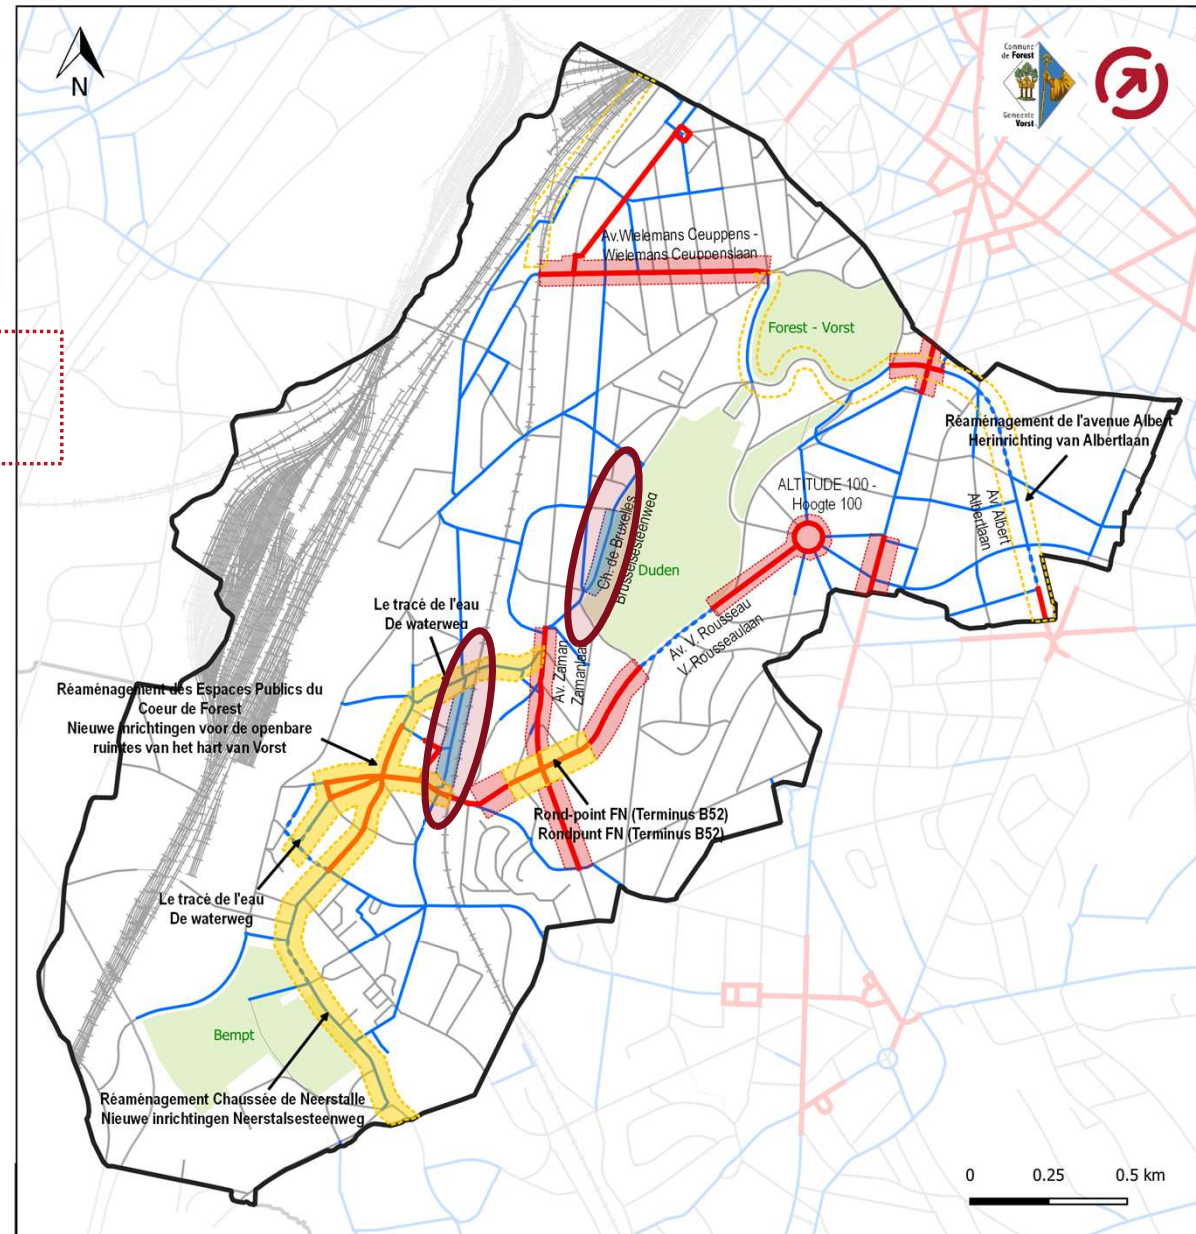 N
Commune
de Forest
Gemeente
Vorst
Av.Wielemans Ceuppens -
Wielemans Ceuppenslaan
Forest - Vorst
Réaménagement de l'avenue Albert
Herinrichting van Albertlaan
ALTITUDE 100 -
Hoogte 100
Av. Albert
Albertlaan
Ch. de Bruxelles
Brusselsesteenweg
Duden
Le tracé de l'eau
De waterweg
Av. V. Rousseau
V. Rousseaulaan
Av. Zaman
Zamanlaan
Réaménagement des Espaces Publics du
Coeur de Forest
Nieuwe inrichtingen voor de openbare
ruimtes van het hart van Vorst
Rond-point FN (Terminus B52)
Rondpunt FN (Terminus B52)
Le tracé de l'eau
De waterweg
Bempt
Réaménagement Chaussée de Neerstalle
Nieuwe inrichtingen Neerstalsesteenweg
0 0.25 0.5 km